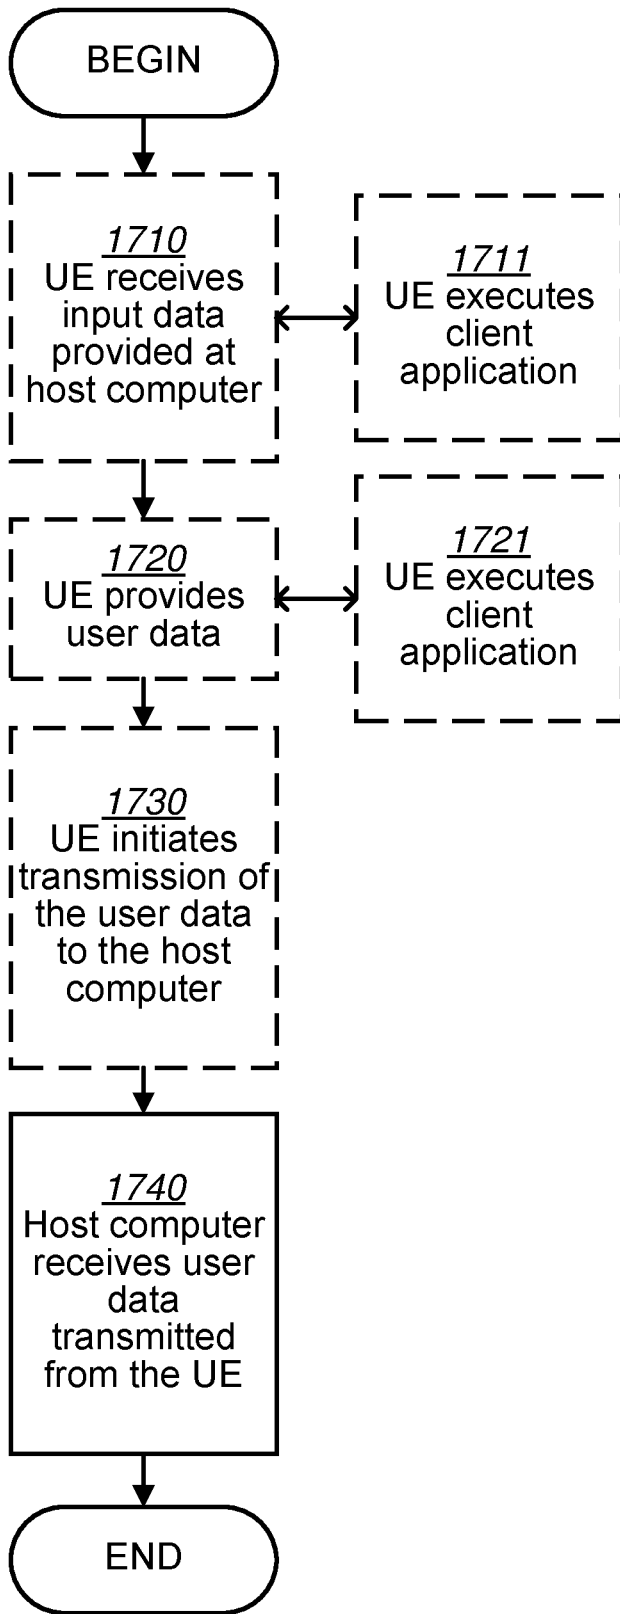 BEGIN
1710
UE receives
input data
provided at
host computer
1711
UE executes
client
application
1720
UE provides
user data
1721
UE executes
client
application
1730
UE initiates
transmission of
the user data
to the host
computer
1740
Host computer
receives user
data
transmitted
from the UE
END